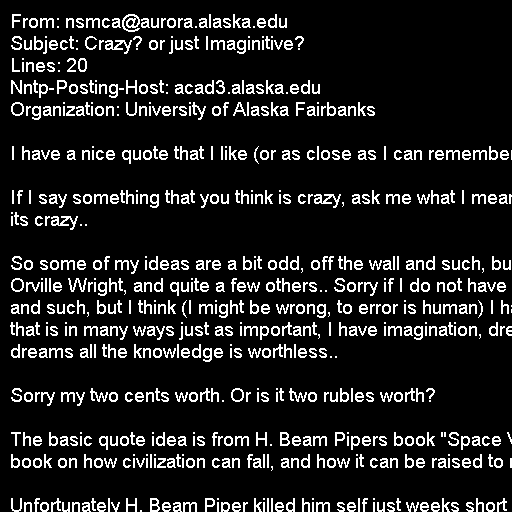 From: nsmca@aurora.alaska.edu
Subject: Crazy? or just Imaginitive?
Lines: 20
Nntp-Posting-Host: acad3.alaska.edu
Organization: University of Alaska Fairbanks
I have a nice quote that I like (or as close as I can remember
If I say something that you think is crazy, ask me what I mean
its crazy..
So some of my ideas are a bit odd, off the wall and such, bu
Orville Wright, and quite a few others.. Sorry if I do not have
and such, but I think (I might be wrong, to error is human) I ha
that is in many ways just as important, I have imagination, dre
dreams all the knowledge is worthless..
Sorry my two cents worth. Or is it two rubles worth?
The basic quote idea is from H. Beam Pipers book "Space V
book on how civilization can fall, and how it can be raised to
Unfortunately H. Beam Piper killed him self just weeks short